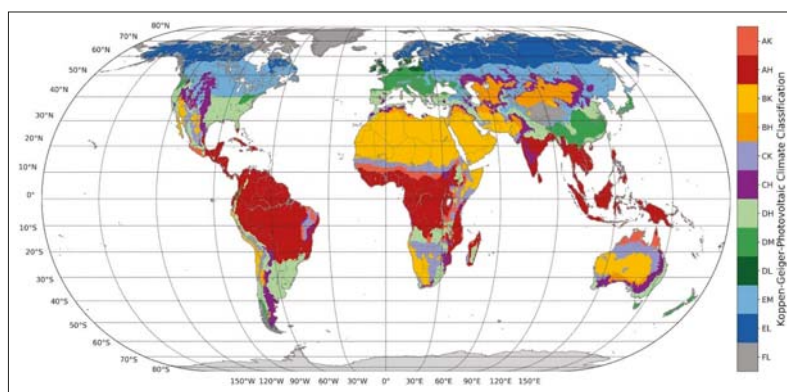 80°N
70°N
60°N
50°N
40°N
30°N
20°N
10°N
0°
10°S
20°S
30°S
40°S
50°S
60°S
70°S
80°S
150°W 120°W 90°W 60°W 30°W 0° 30°E 60°E 90°E 120°E 150°E
AK
AH
BK
BH
CK
CH
DH
DM
DL
EM
EL
FL
Koppen-Geiger-Photovoltaic Climate Classification